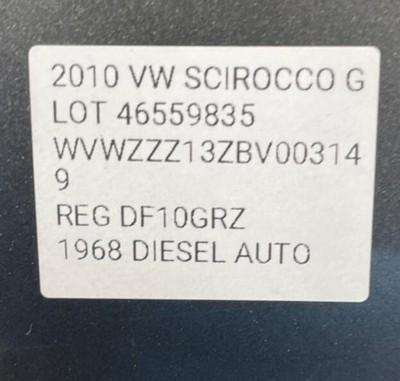 2010 VW SCIROCCO G
LOT 46559835
WVWZZZ13ZBV00314
9
REG DF10GRZ
1968 DIESEL AUTO